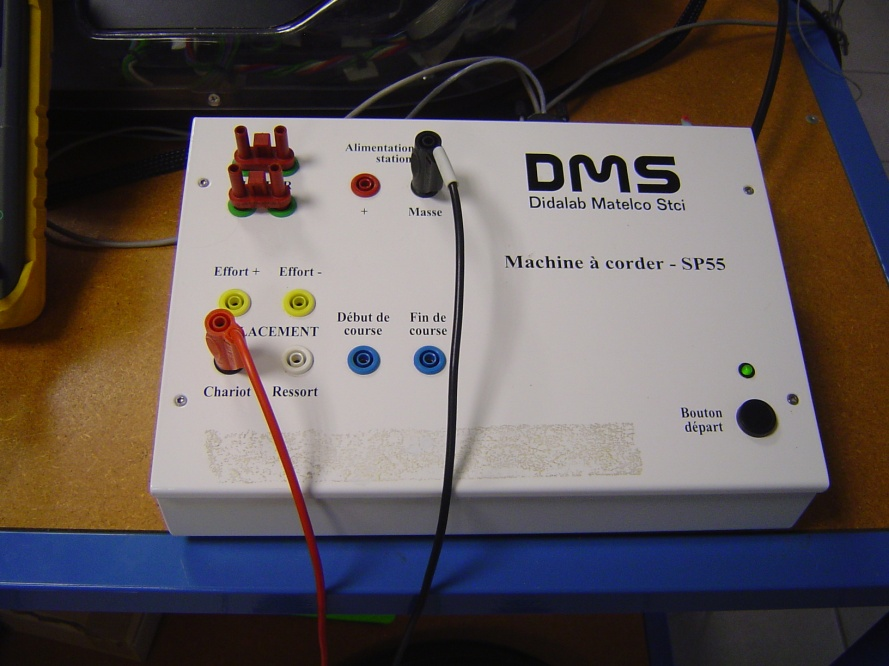 Alimentation
station
+
Masse
DMS
Didalab Matelco Stci
Machine à corder - SP55
Effort +
Effort -
Début de
course
Fin de
course
Chariot
Ressort
Bouton
départ